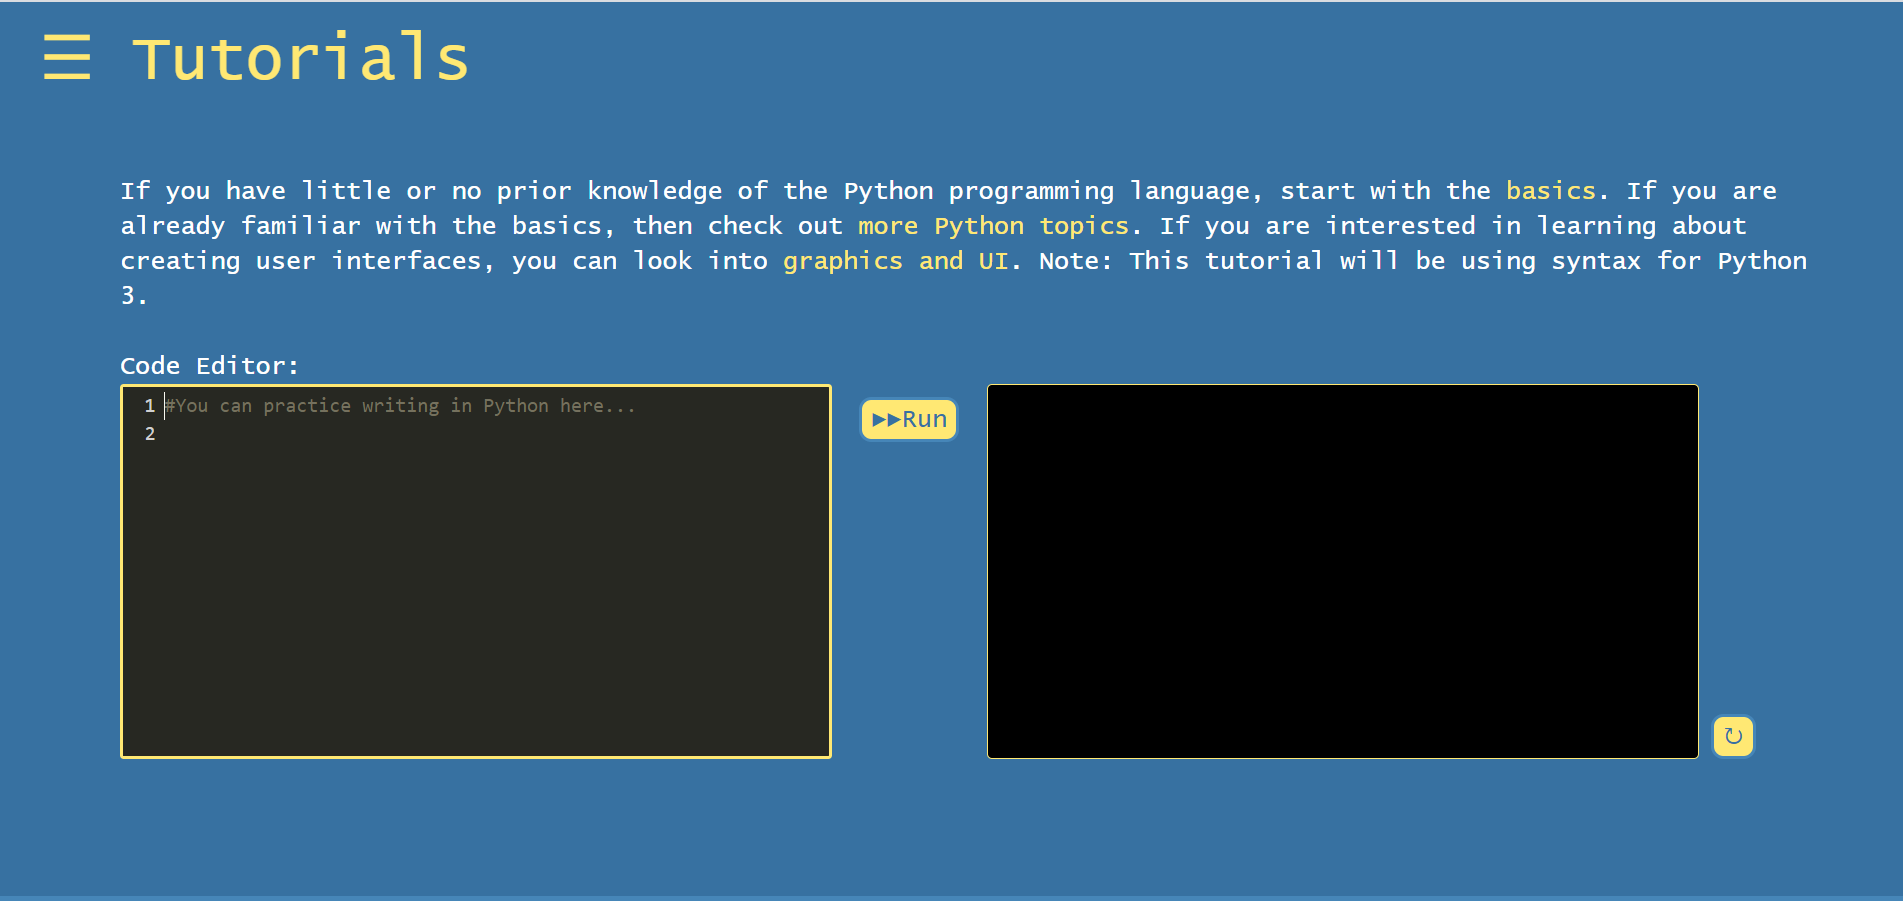 ☰ Tutorials
If you have little or no prior knowledge of the Python programming language, start with the basics. If you are
already familiar with the basics, then check out more Python topics. If you are interested in learning about
creating user interfaces, you can look into graphics and UI. Note: This tutorial will be using syntax for Python
3.
Code Editor:
1 #You can practice writing in Python here...
2
▶▶Run
↻